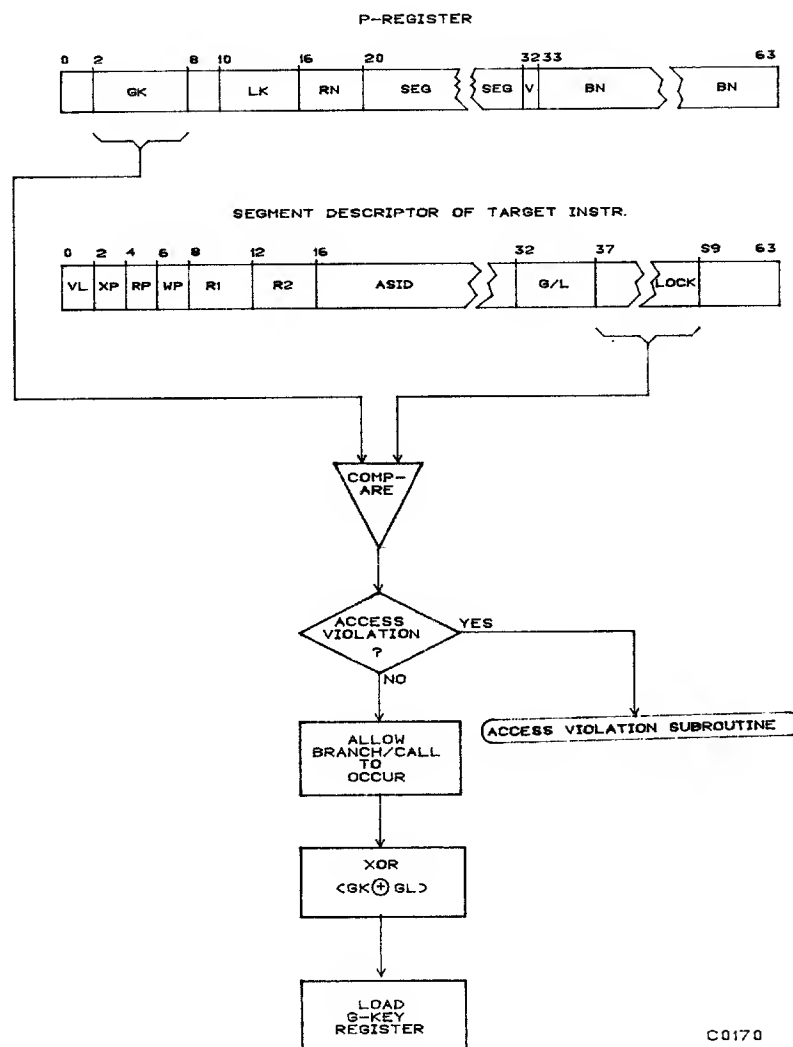 P-REGISTER
0 2 8 10 16 20 32 33 63
GK LK RN SEG SEG V BN BN
SEGMENT DESCRIPTOR OF TARGET INSTR.
0 2 4 6 8 12 16 32 37 S9 63
VL XP RP WP R1 R2 ASID G/L LOCK
COMP-
ARE
ACCESS
VIOLATION
?
YES
NO
ACCESS VIOLATION SUBROUTINE
ALLOW
BRANCH/CALL
TO
OCCUR
XOR
<GK⊕GL>
LOAD
G-KEY
REGISTER
C0170